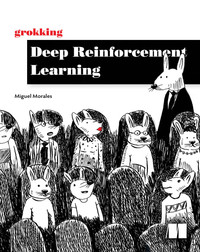 grokking
Deep Reinforcement
Learning
Miguel Morales